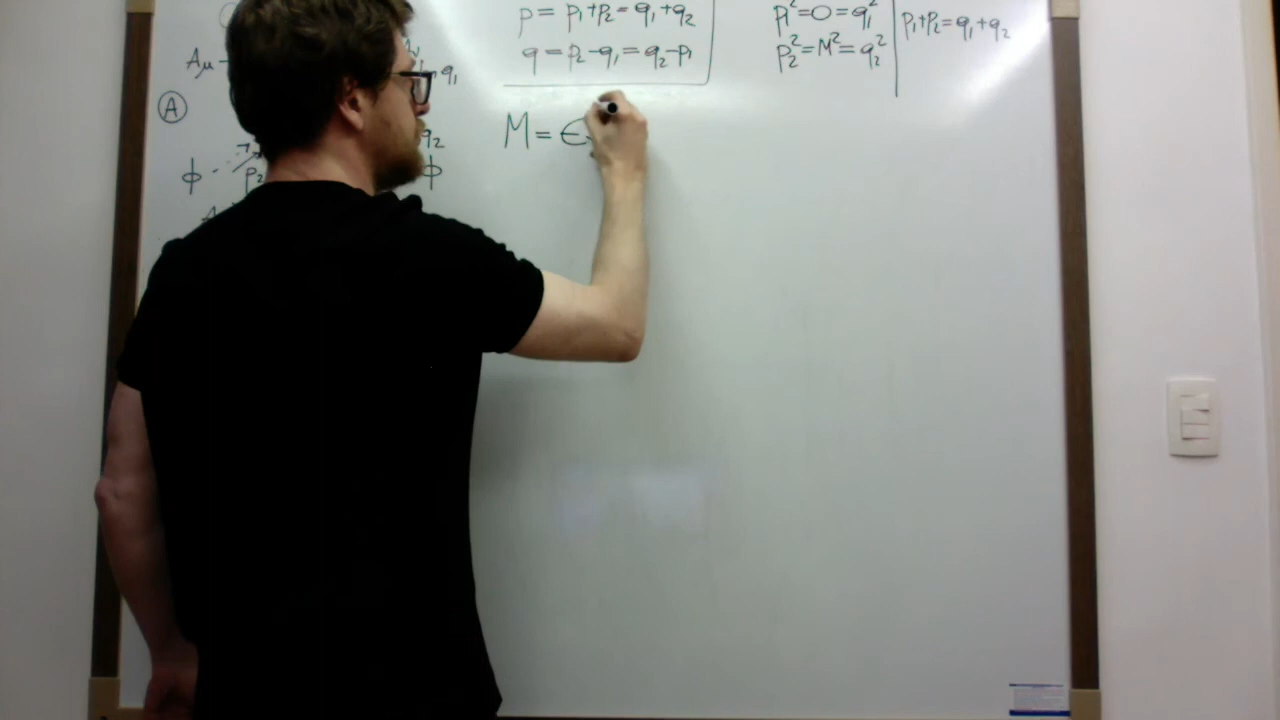 p = p₁+p₂ = q₁+q₂
q = p₂-q₁ = q₂-p₁
p₁²=0=q₁²
p₂²=M²=q₂²
p₁+p₂=q₁+q₂
Aμ
q₁
A
q₂
ϕ
p₂
ϕ
M = ϵ